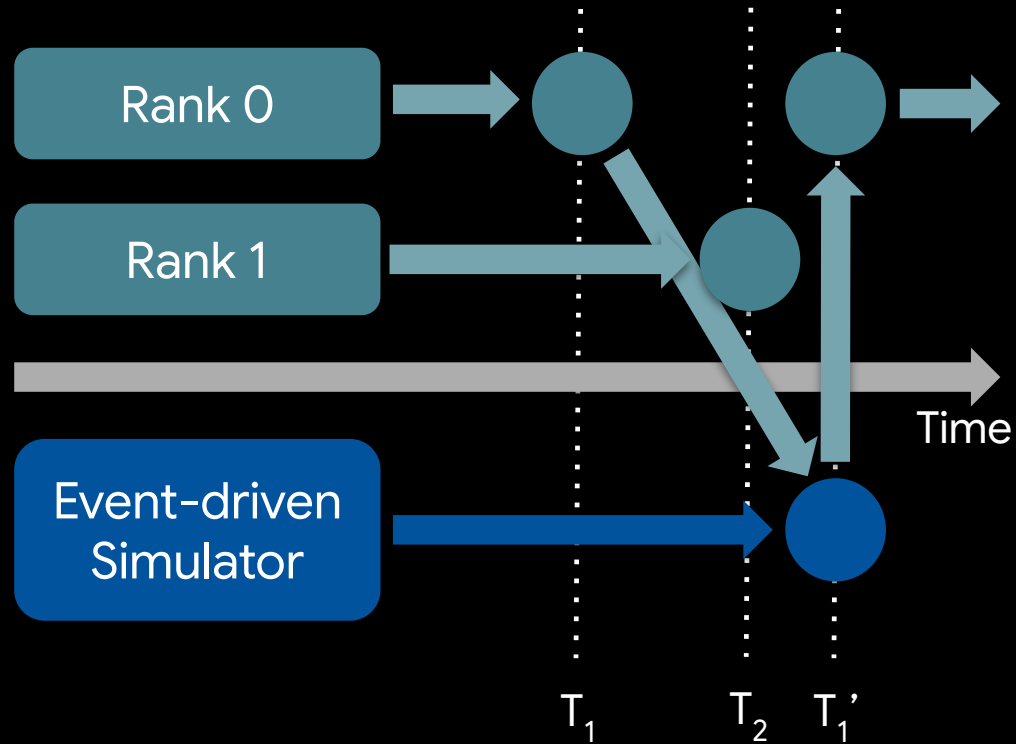 Rank 0
Rank 1
Time
Event-driven
Simulator
T₁
T₂
T₁’